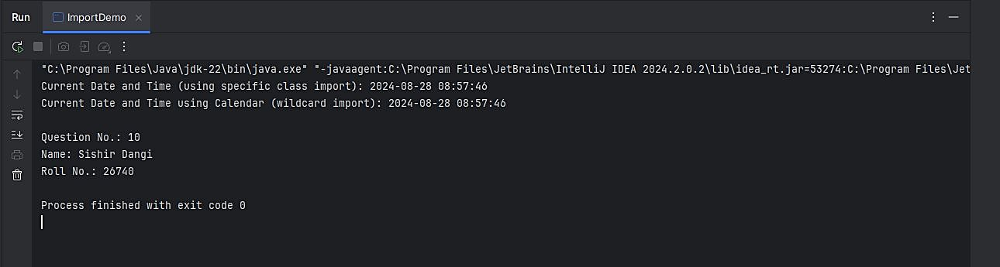 Run ImportDemo
"C:\Program Files\Java\jdk-22\bin\java.exe" "-javaagent:C:\Program Files\JetBrains\IntelliJ IDEA 2024.2.0.2\lib\idea_rt.jar=53274:C:\Program Files\Jet
Current Date and Time (using specific class import): 2024-08-28 08:57:46
Current Date and Time using Calendar (wildcard import): 2024-08-28 08:57:46
Question No.: 10
Name: Sishir Dangi
Roll No.: 26740
Process finished with exit code 0